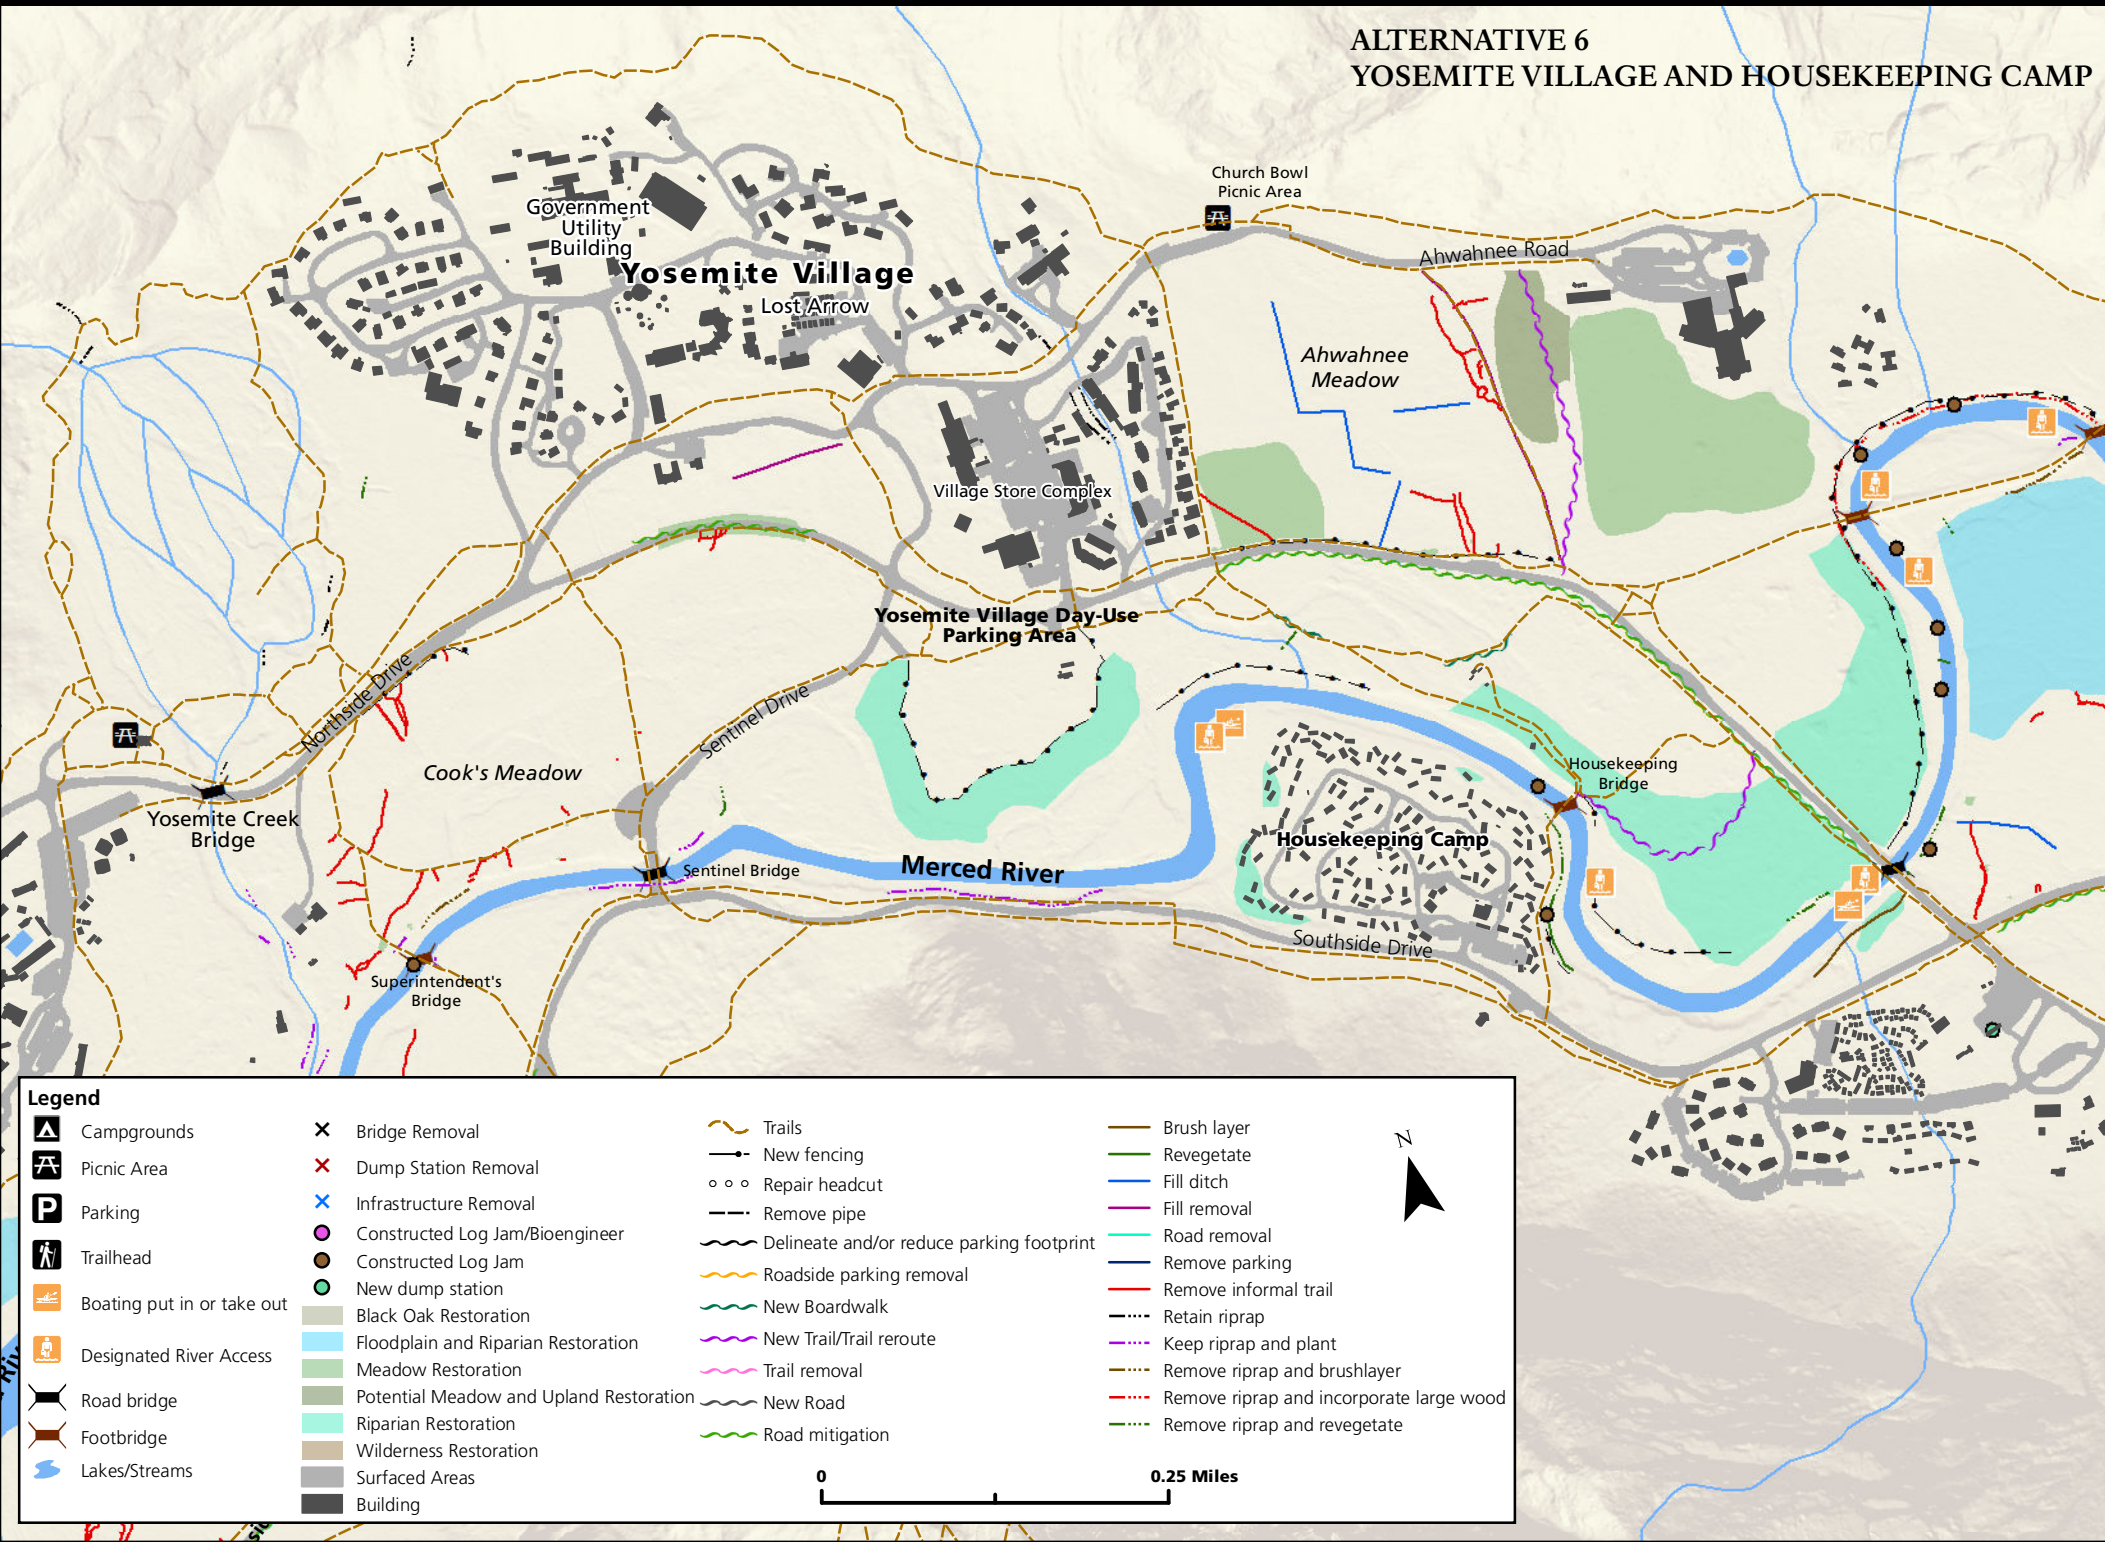 ALTERNATIVE 6
YOSEMITE VILLAGE AND HOUSEKEEPING CAMP
Church Bowl
Picnic Area
Government
Utility
Building
Yosemite Village
Lost Arrow
Ahwahnee Road
Ahwahnee
Meadow
Village Store Complex
Yosemite Village Day-Use
Parking Area
Northside Drive
Sentinel Drive
Cook's Meadow
Housekeeping
Bridge
Yosemite Creek
Bridge
Housekeeping Camp
Sentinel Bridge
Merced River
Southside Drive
Superintendent's
Bridge
Legend
Campgrounds
Picnic Area
P
Parking
Trailhead
Boating put in or take out
Designated River Access
Road bridge
Footbridge
Lakes/Streams
Bridge Removal
Dump Station Removal
Infrastructure Removal
Constructed Log Jam/Bioengineer
Constructed Log Jam
New dump station
Black Oak Restoration
Floodplain and Riparian Restoration
Meadow Restoration
Potential Meadow and Upland Restoration
Riparian Restoration
Wilderness Restoration
Surfaced Areas
Building
Trails
New fencing
Repair headcut
Remove pipe
Delineate and/or reduce parking footprint
Roadside parking removal
New Boardwalk
New Trail/Trail reroute
Trail removal
New Road
Road mitigation
Brush layer
Revegetate
Fill ditch
Fill removal
Road removal
Remove parking
Remove informal trail
Retain riprap
Keep riprap and plant
Remove riprap and brushlayer
Remove riprap and incorporate large wood
Remove riprap and revegetate
N
0 0.25 Miles